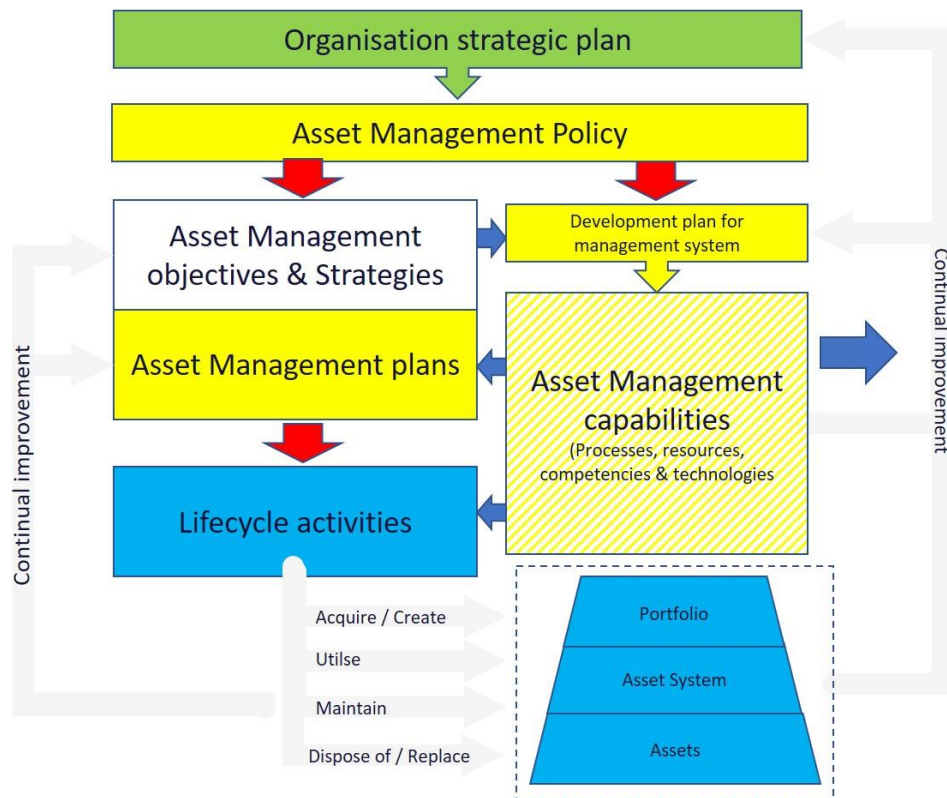 Organisation strategic plan
Asset Management Policy
Asset Management
objectives & Strategies
Development plan for
management system
Asset Management plans
Asset Management
capabilities
(Processes, resources,
competencies & technologies
Lifecycle activities
Acquire / Create
Utilse
Maintain
Dispose of / Replace
Portfolio
Asset System
Assets
Continual improvement
Continual improvement